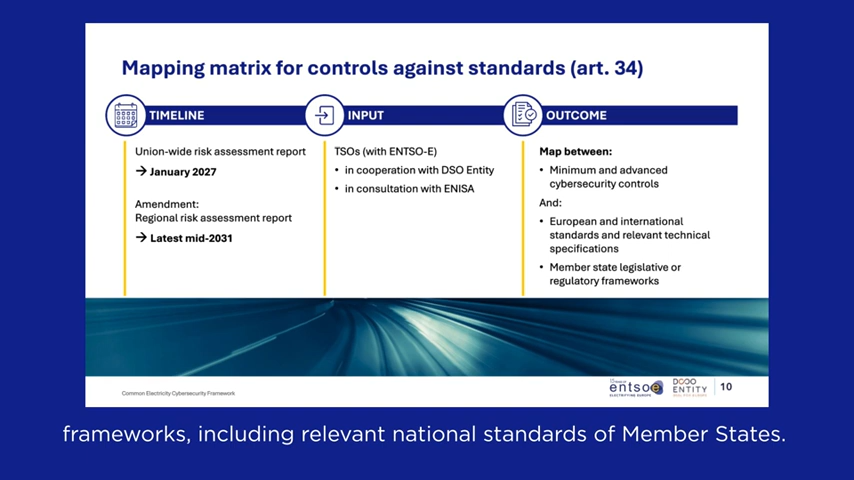 Mapping matrix for controls against standards (art. 34)
TIMELINE
Union-wide risk assessment report
→ January 2027
Amendment:
Regional risk assessment report
→ Latest mid-2031
INPUT
TSOs (with ENTSO-E)
• in cooperation with DSO Entity
• in consultation with ENISA
OUTCOME
Map between:
• Minimum and advanced
cybersecurity controls
And:
• European and international
standards and relevant technical
specifications
• Member state legislative or
regulatory frameworks
Common Electricity Cybersecurity Framework
entsoe
ENTITY
10
frameworks, including relevant national standards of Member States.